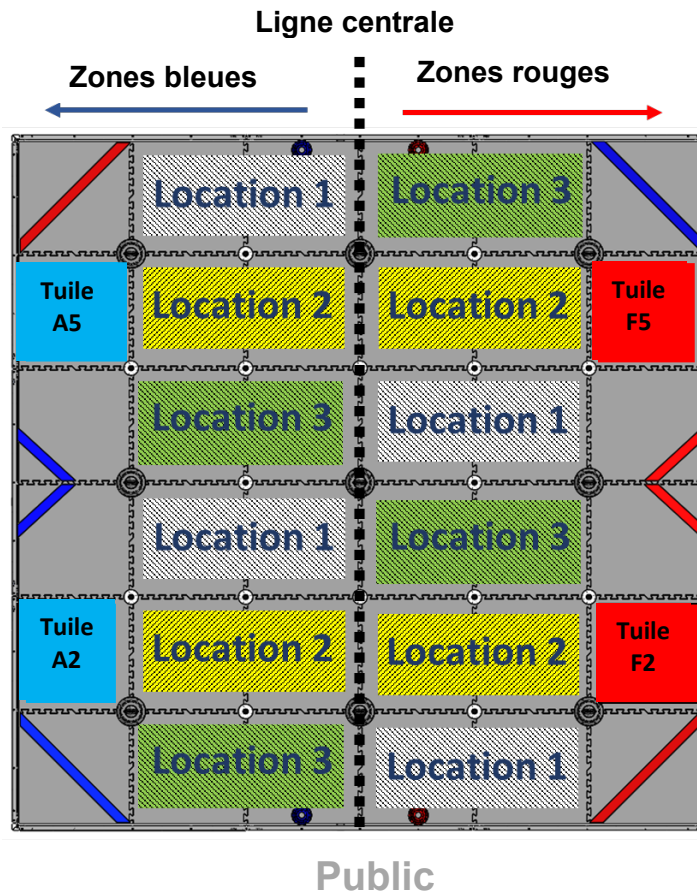 Ligne centrale
Zones bleues
Zones rouges
Location 1
Location 3
Tuile
A5
Location 2
Location 2
Tuile
F5
Location 3
Location 1
Location 1
Location 3
Tuile
A2
Location 2
Location 2
Tuile
F2
Location 3
Location 1
Public